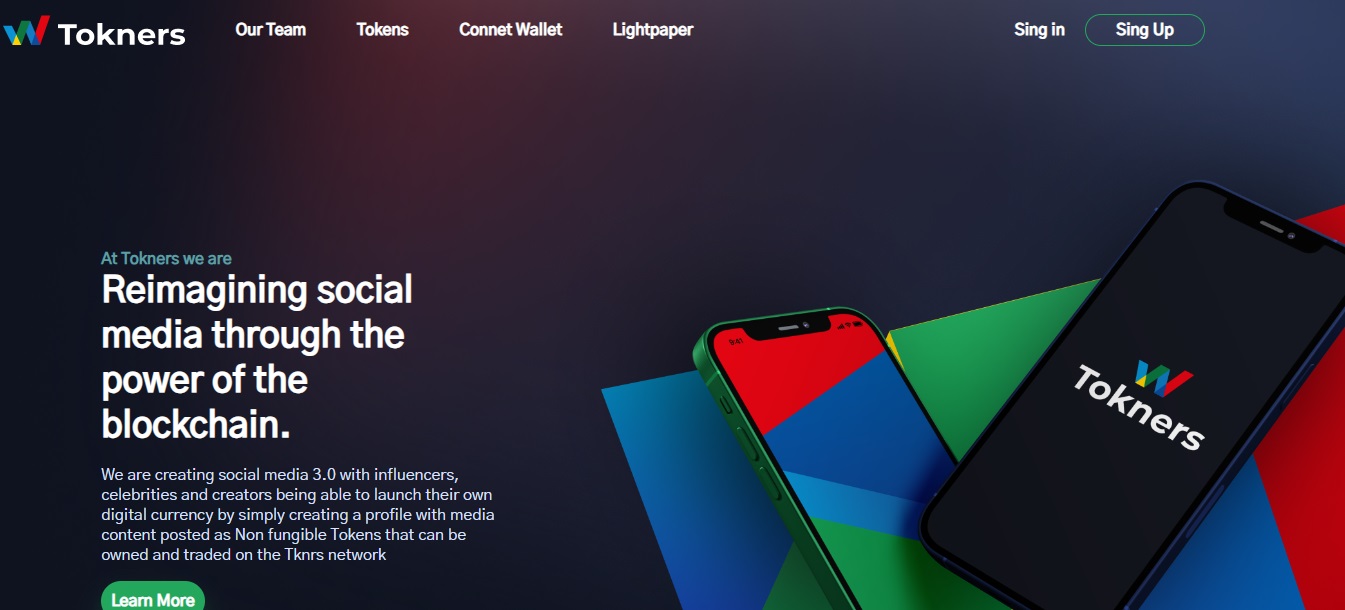 Tokners
Our Team
Tokens
Connet Wallet
Lightpaper
Sing in
Sing Up
At Tokners we are
Reimagining social
media through the
power of the
blockchain.
We are creating social media 3.0 with influencers,
celebrities and creators being able to launch their own
digital currency by simply creating a profile with media
content posted as Non fungible Tokens that can be
owned and traded on the Tknrs network
Learn More
9:41
Tokners